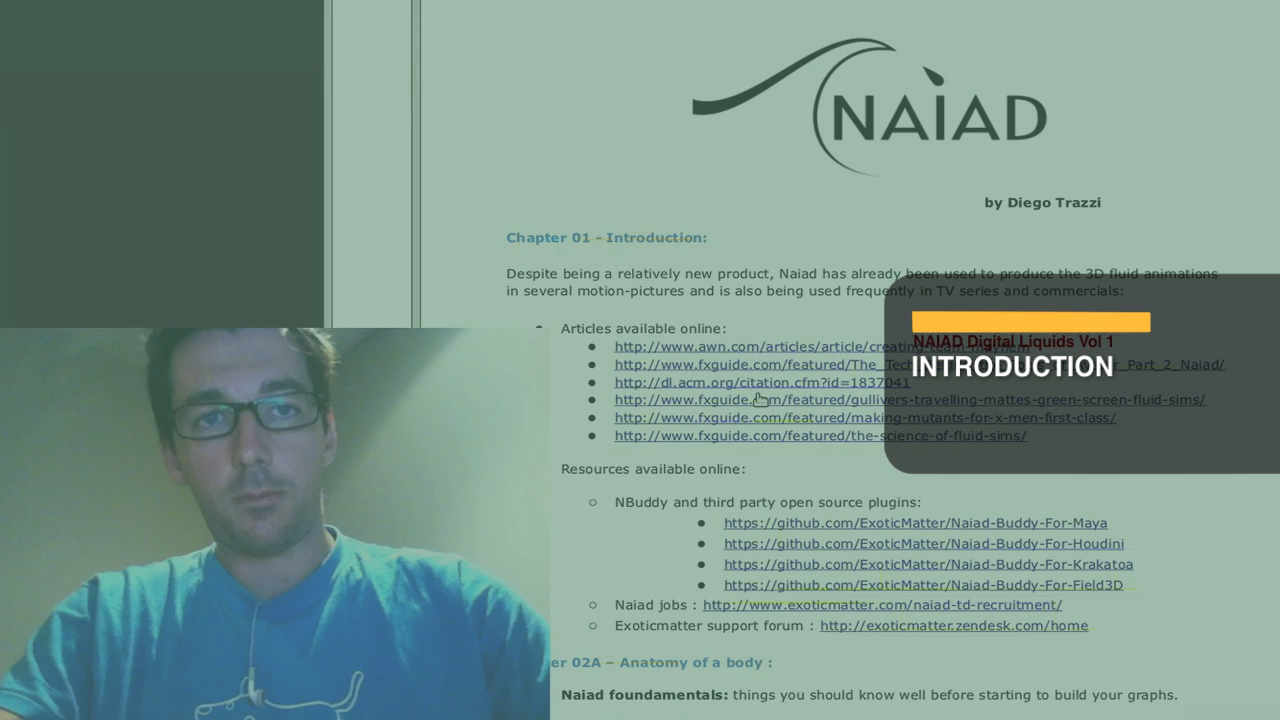 NAIAD
by Diego Trazzi
Chapter 01 - Introduction:
Despite being a relatively new product, Naiad has already been used to produce the 3D fluid animations
in several motion-pictures and is also being used frequently in TV series and commercials:
Articles available online:
http://www.awn.com/articles/article/creating-team-mayhem
http://www.fxguide.com/featured/The_Tec r_Part_2_Naiad/
http://dl.acm.org/citation.cfm?id=1837041
http://www.fxguide.com/featured/gullivers-travelling-mattes-green-screen-fluid-sims/
http://www.fxguide.com/featured/making-mutants-for-x-men-first-class/
http://www.fxguide.com/featured/the-science-of-fluid-sims/
NAIAD Digital Liquids Vol 1
INTRODUCTION
Resources available online:
NBuddy and third party open source plugins:
https://github.com/ExoticMatter/Naiad-Buddy-For-Maya
https://github.com/ExoticMatter/Naiad-Buddy-For-Houdini
https://github.com/ExoticMatter/Naiad-Buddy-For-Krakatoa
https://github.com/ExoticMatter/Naiad-Buddy-For-Field3D
Naiad jobs : http://www.exoticmatter.com/naiad-td-recruitment/
Exoticmatter support forum : http://exoticmatter.zendesk.com/home
er 02A – Anatomy of a body :
Naiad foundamentals: things you should know well before starting to build your graphs.